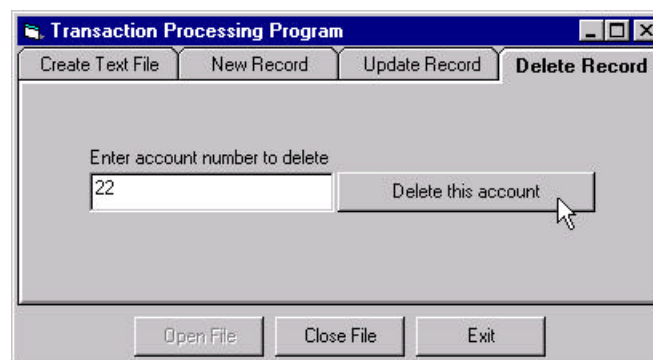 Transaction Processing Program
Create Text File New Record Update Record Delete Record
Enter account number to delete
22 Delete this account
Open File Close File Exit